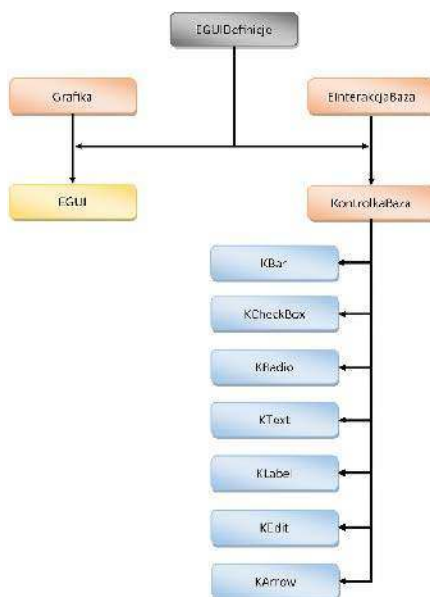 EGUIDefinicje
Grafika
EInterakcjaBaza
EGUI
KontrolkaBaza
KBar
KCheckBox
KRadio
KText
KLabel
KEdit
KArrow